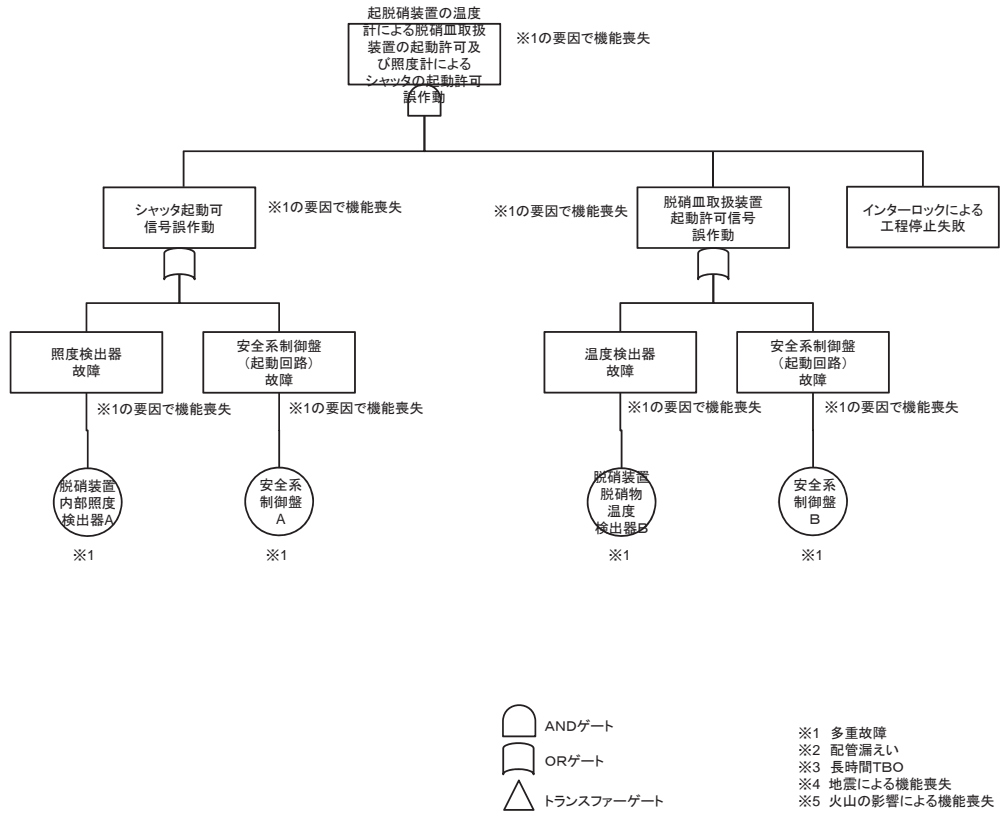 起脱硝装置の温度
計による脱硝皿取扱
装置の起動許可及
び照度計による
シャッタの起動許可
誤作動
※1の要因で機能喪失
シャッタ起動可
信号誤作動
※1の要因で機能喪失
※1の要因で機能喪失
脱硝皿取扱装置
起動許可信号
誤作動
インターロックによる
工程停止失敗
照度検出器
故障
安全系制御盤
（起動回路）
故障
温度検出器
故障
安全系制御盤
（起動回路）
故障
※1の要因で機能喪失
※1の要因で機能喪失
※1の要因で機能喪失
※1の要因で機能喪失
脱硝装置
内部照度
検出器A
安全系
制御盤
A
脱硝装置
脱硝物
温度
検出器B
安全系
制御盤
B
※1
※1
※1
※1
ANDゲート
ORゲート
トランスファーゲート
※1 多重故障
※2 配管漏えい
※3 長時間TBO
※4 地震による機能喪失
※5 火山の影響による機能喪失